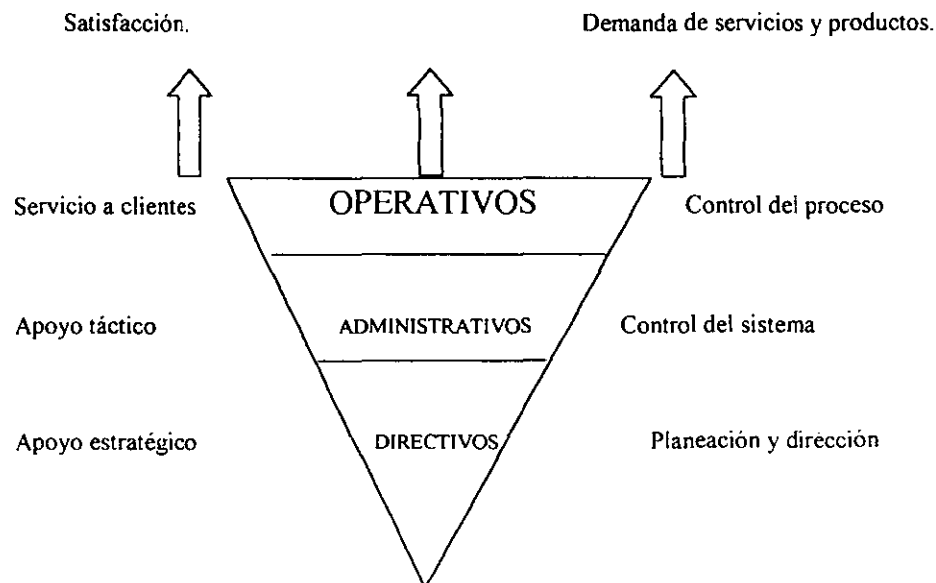 Satisfacción.
Demanda de servicios y productos.
Servicio a clientes
OPERATIVOS
Control del proceso
Apoyo táctico
ADMINISTRATIVOS
Control del sistema
Apoyo estratégico
DIRECTIVOS
Planeación y dirección